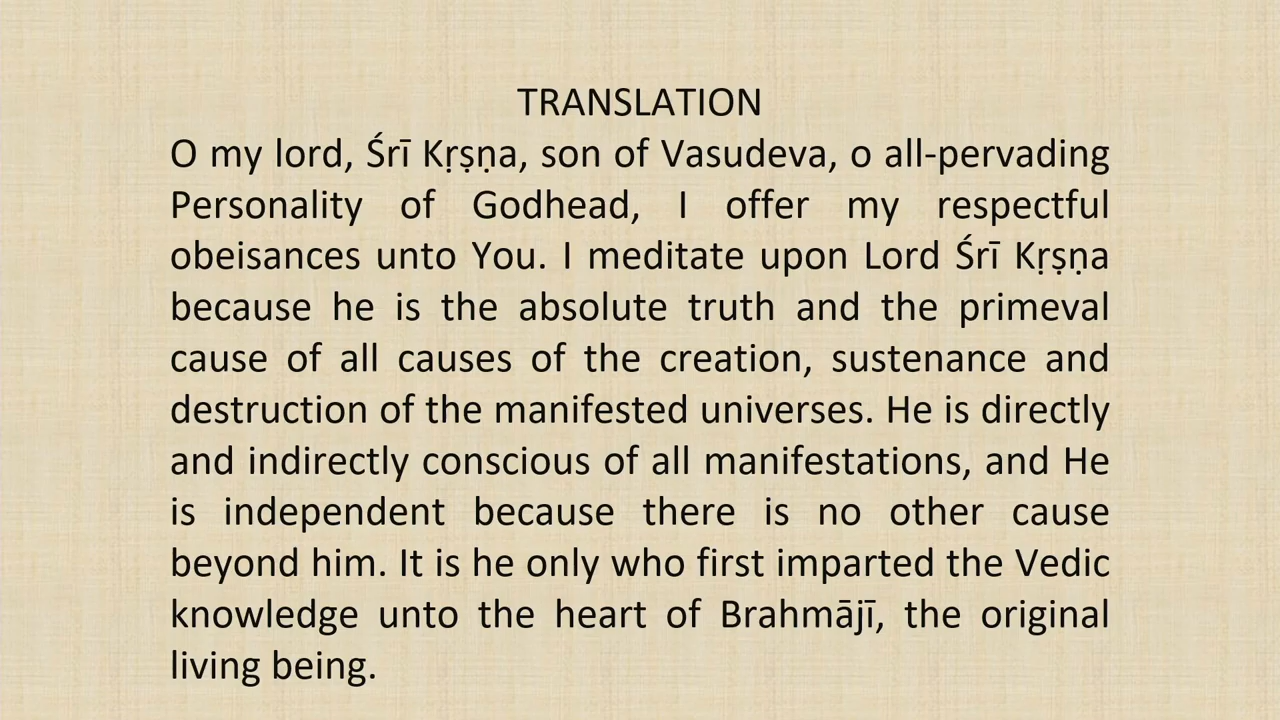 TRANSLATION
O my lord, Śrī Kṛṣṇa, son of Vasudeva, o all-pervading
Personality of Godhead, I offer my respectful
obeisances unto You. I meditate upon Lord Śrī Kṛṣṇa
because he is the absolute truth and the primeval
cause of all causes of the creation, sustenance and
destruction of the manifested universes. He is directly
and indirectly conscious of all manifestations, and He
is independent because there is no other cause
beyond him. It is he only who first imparted the Vedic
knowledge unto the heart of Brahmājī, the original
living being.